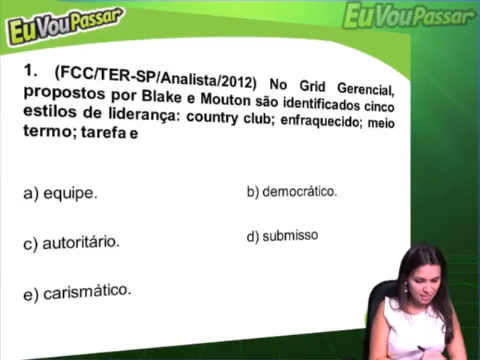 EuVouPassar
EuVouPassar
1. (FCC/TER-SP/Analista/2012) No Grid Gerencial,
propostos por Blake e Mouton são identificados cinco
estilos de liderança: country club; enfraquecido; meio
termo; tarefa e
a) equipe.
b) democrático.
c) autoritário.
d) submisso
e) carismático.